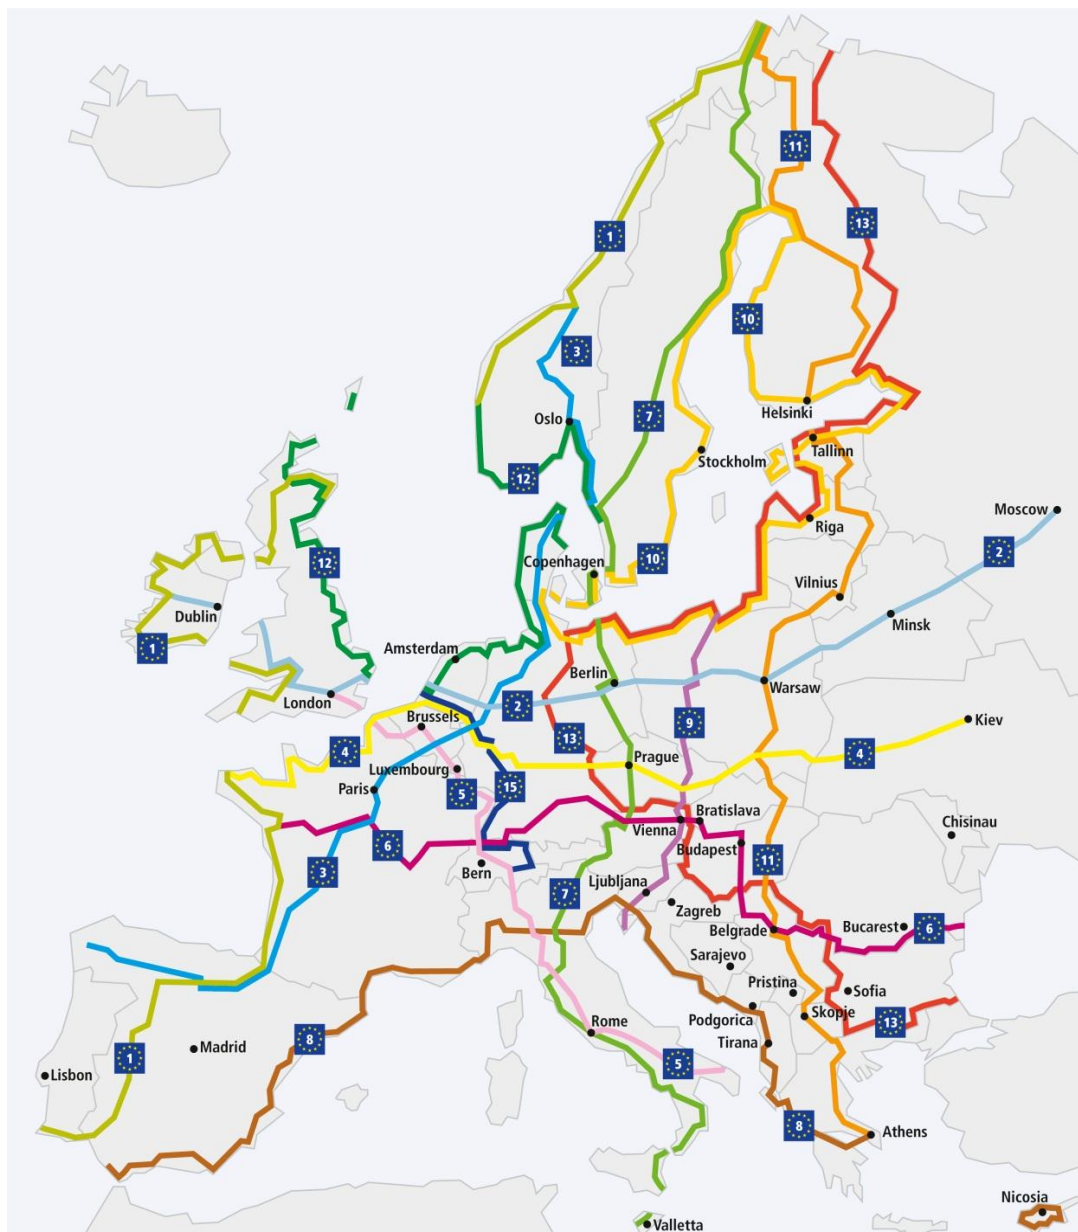 11
13
1
10
3
7
Helsinki
Oslo
Tallinn
Stockholm
12
Moscow
Riga
2
10
Copenhagen
12
Vilnius
Dublin
Minsk
1
Amsterdam
Berlin
Warsaw
London
2
Brussels
9
Kiev
13
4
4
Prague
Luxembourg
15
Paris
5
Bratislava
Chisinau
Vienna
6
Budapest
11
Bern
3
Ljubljana
7
Zagreb
Bucarest
6
Belgrade
Sarajevo
Pristina
Sofia
Skopje
Podgorica
13
Rome
8
Tirana
Madrid
1
5
Lisbon
8
Athens
Nicosia
Valletta